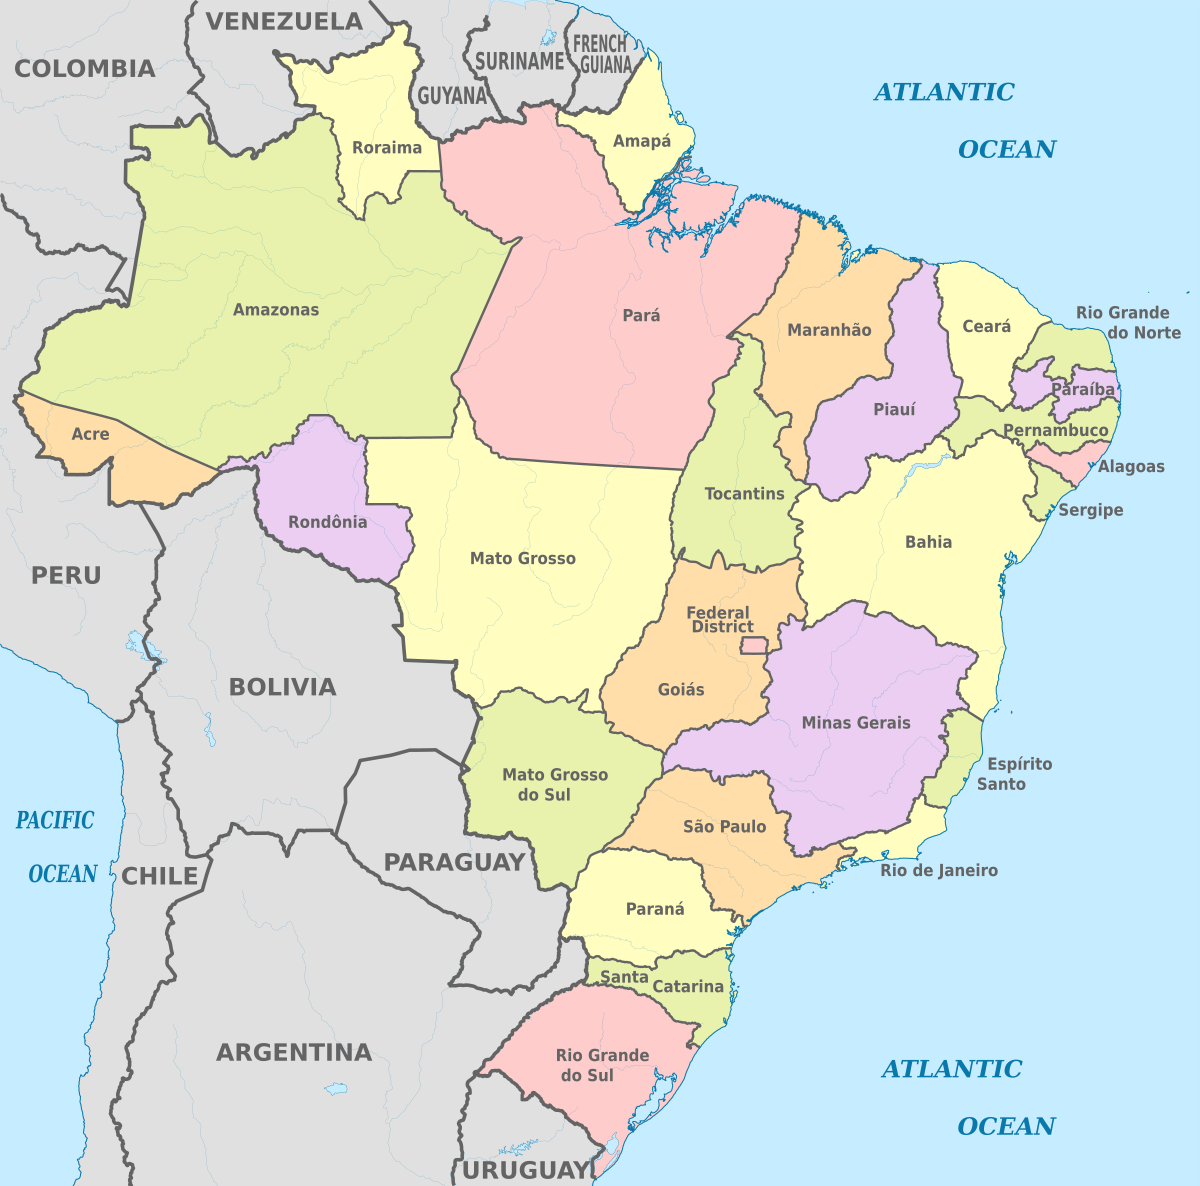 VENEZUELA
COLOMBIA
GUYANA
SURINAME
FRENCH
GUIANA
ATLANTIC
OCEAN
Roraima
Amapá
Amazonas
Pará
Maranhão
Ceará
Rio Grande
do Norte
Paraíba
Piauí
Pernambuco
Acre
Alagoas
Tocantins
Sergipe
Rondônia
Mato Grosso
Bahia
PERU
Federal
District
BOLIVIA
Goiás
Minas Gerais
Espírito
Santo
Mato Grosso
do Sul
PACIFIC
OCEAN
São Paulo
PARAGUAY
CHILE
Rio de Janeiro
Paraná
Santa
Catarina
ARGENTINA
Rio Grande
do Sul
ATLANTIC
OCEAN
URUGUAY